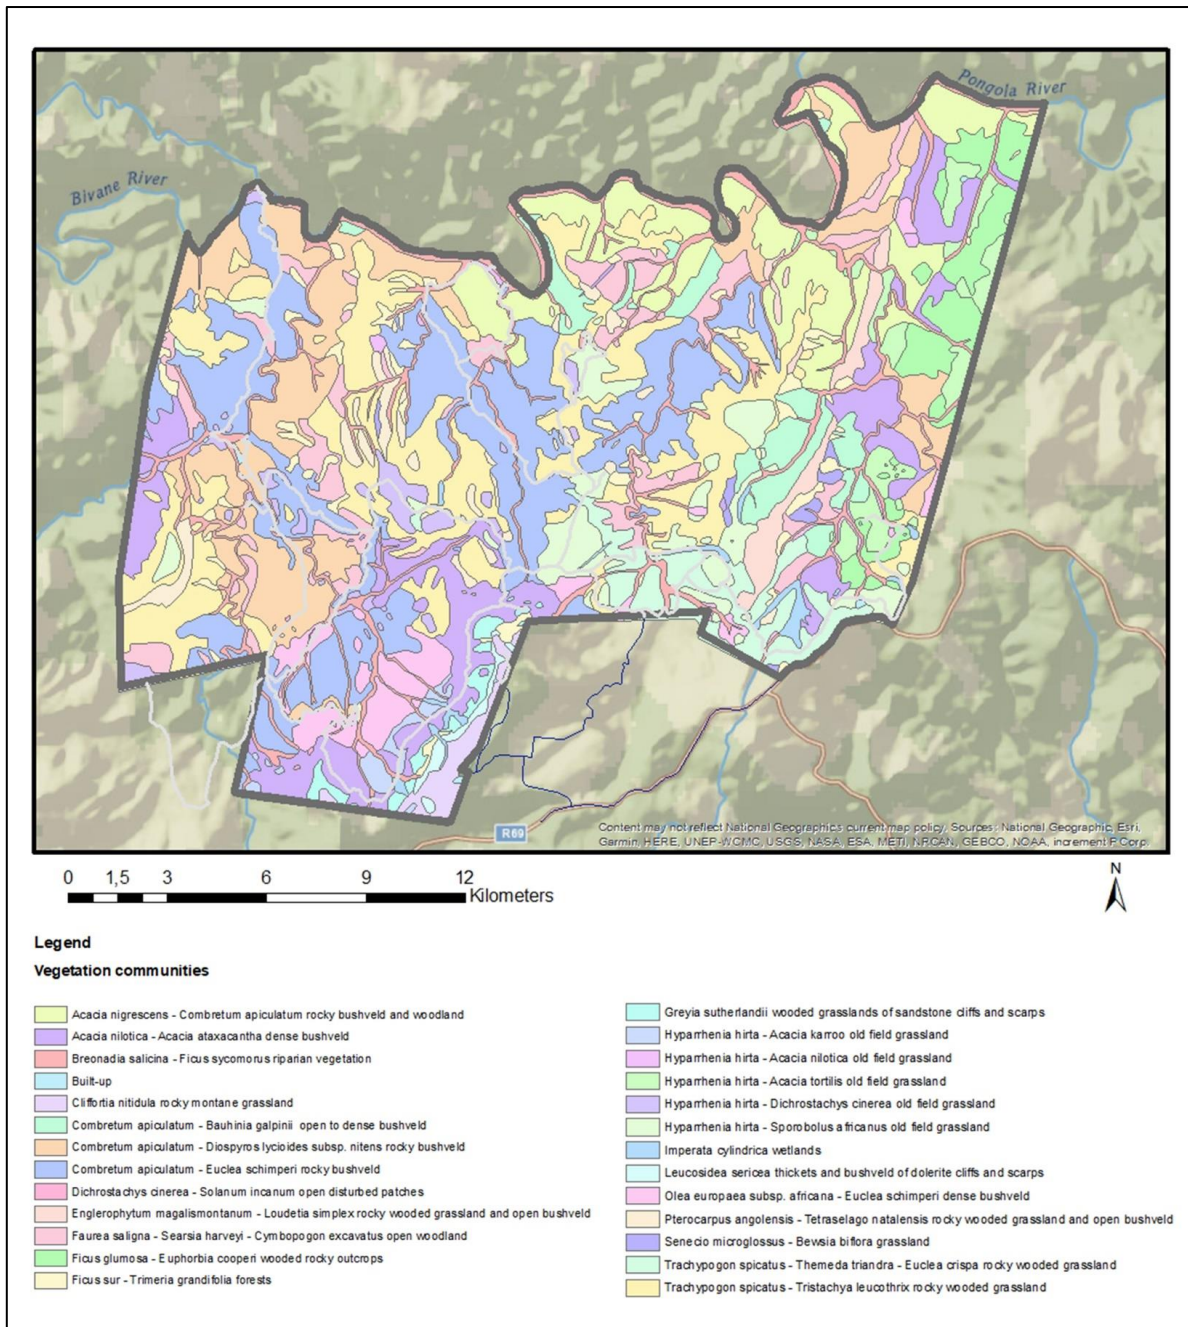 Pongola River
Bivane River
R69
Content may not reflect National Geographic's current map policy. Sources: National Geographic, Esri,
Garmin, HERE, UNEP-WCMC, USGS, NASA, ESA, METI, NRCAN, GEBCO, NOAA, increment P Corp.
0 1,5 3 6 9 12
Kilometers
N
Legend
Vegetation communities
Acacia nigrescens - Combretum apiculatum rocky bushveld and woodland
Acacia nilotica - Acacia ataxacantha dense bushveld
Breonadia salicina - Ficus sycomorus riparian vegetation
Built-up
Cliffortia nitidula rocky montane grassland
Combretum apiculatum - Bauhinia galpinii open to dense bushveld
Combretum apiculatum - Diospyros lycioides subsp. nitens rocky bushveld
Combretum apiculatum - Euclea schimperi rocky bushveld
Dichrostachys cinerea - Solanum incanum open disturbed patches
Englerophytum magalismontanum - Loudetia simplex rocky wooded grassland and open bushveld
Faurea saligna - Searsia harveyi - Cymbopogon excavatus open woodland
Ficus glumosa - Euphorbia cooperi wooded rocky outcrops
Ficus sur - Trimeria grandifolia forests
Greyia sutherlandii wooded grasslands of sandstone cliffs and scarps
Hyparrhenia hirta - Acacia karroo old field grassland
Hyparrhenia hirta - Acacia nilotica old field grassland
Hyparrhenia hirta - Acacia tortilis old field grassland
Hyparrhenia hirta - Dichrostachys cinerea old field grassland
Hyparrhenia hirta - Sporobolus africanus old field grassland
Imperata cylindrica wetlands
Leucosidea sericea thickets and bushveld of dolerite cliffs and scarps
Olea europaea subsp. africana - Euclea schimperi dense bushveld
Pterocarpus angolensis - Tetraselago natalensis rocky wooded grassland and open bushveld
Senecio microglossus - Bewsia biflora grassland
Trachypogon spicatus - Themeda triandra - Euclea crispa rocky wooded grassland
Trachypogon spicatus - Tristachya leucothrix rocky wooded grassland